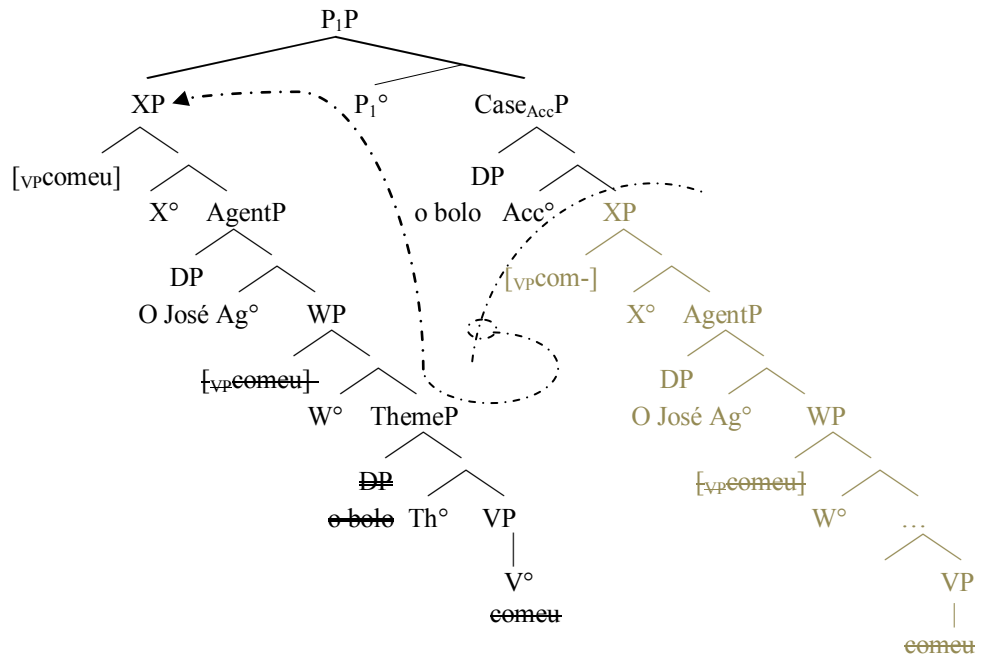 P₁P
XP P₁° Case_AccP
[VPcomeu] DP
X° AgentP o bolo Acc° XP
DP [VPcom-]
O José Ag° WP X° AgentP
[VPcomeu] DP
W° ThemeP O José Ag° WP
DP [VPcomeu]
o bolo Th° VP W° …
V° VP
comeu comeu